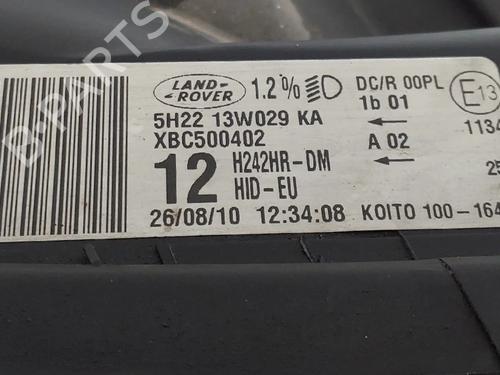 B-PARTS
LAND-
ROVER
1.2%
DC/R 00PL
1b 01
E13
5H22 13W029 KA
1134
XBC500402
A 02
12
H242HR-DM
HID-EU
25
26/08/10 12:34:08 KOITO 100-164